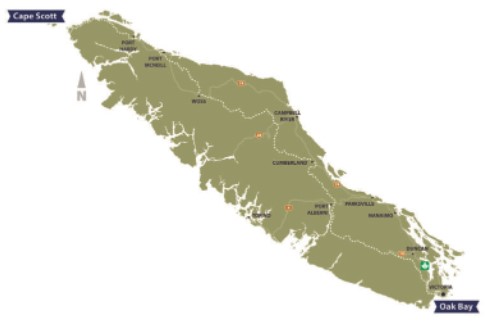 Cape Scott
PORT
HARDY
PORT
MCNEILL
N
WOSS
CAMPBELL
RIVER
CUMBERLAND
PARKSVILLE
PORT
ALBERNI
NANAIMO
TOFINO
DUNCAN
VICTORIA
Oak Bay